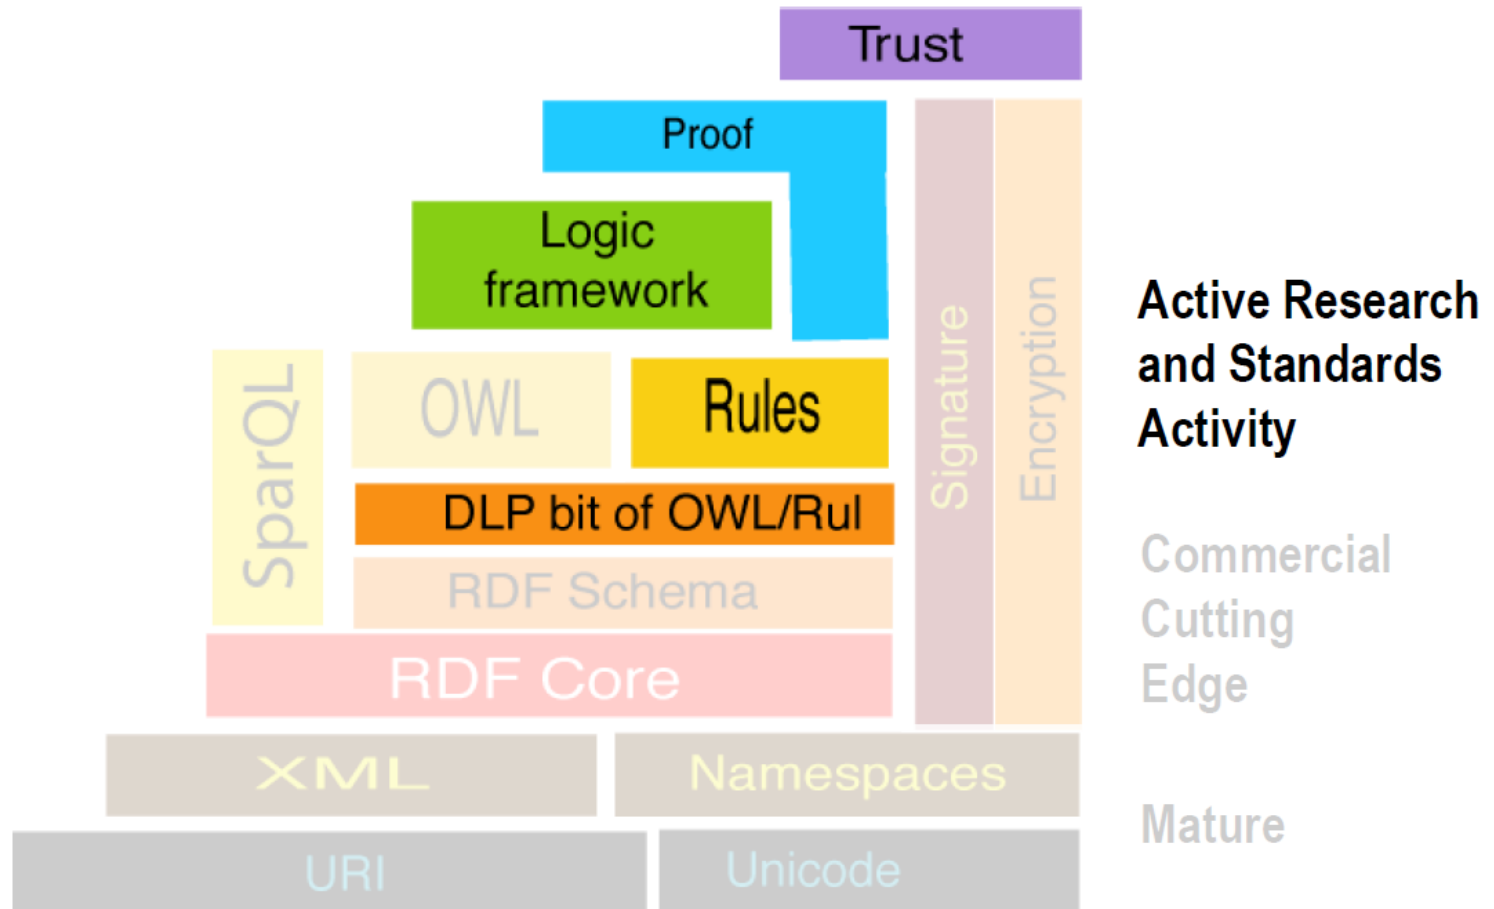 Trust
Proof
Logic
framework
SparQL
OWL
Rules
Signature
Encryption
DLP bit of OWL/Rul
RDF Schema
RDF Core
XML
Namespaces
URI
Unicode
Active Research
and Standards
Activity
Commercial
Cutting
Edge
Mature